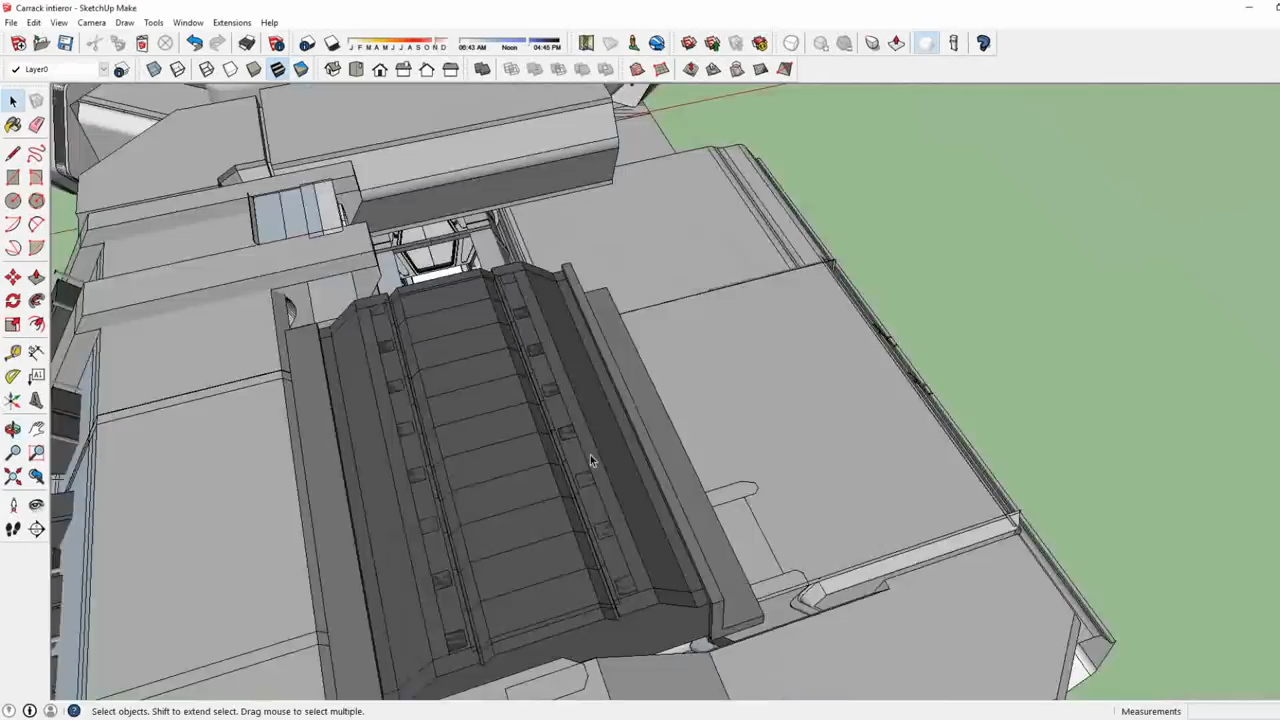 Carrack intieror - SketchUp Make
File Edit View Camera Draw Tools Window Extensions Help
J F M A M J J A S O N D 06:43 AM Noon 04:45 PM
Layer0
A1
Select objects. Shift to extend select. Drag mouse to select multiple. Measurements